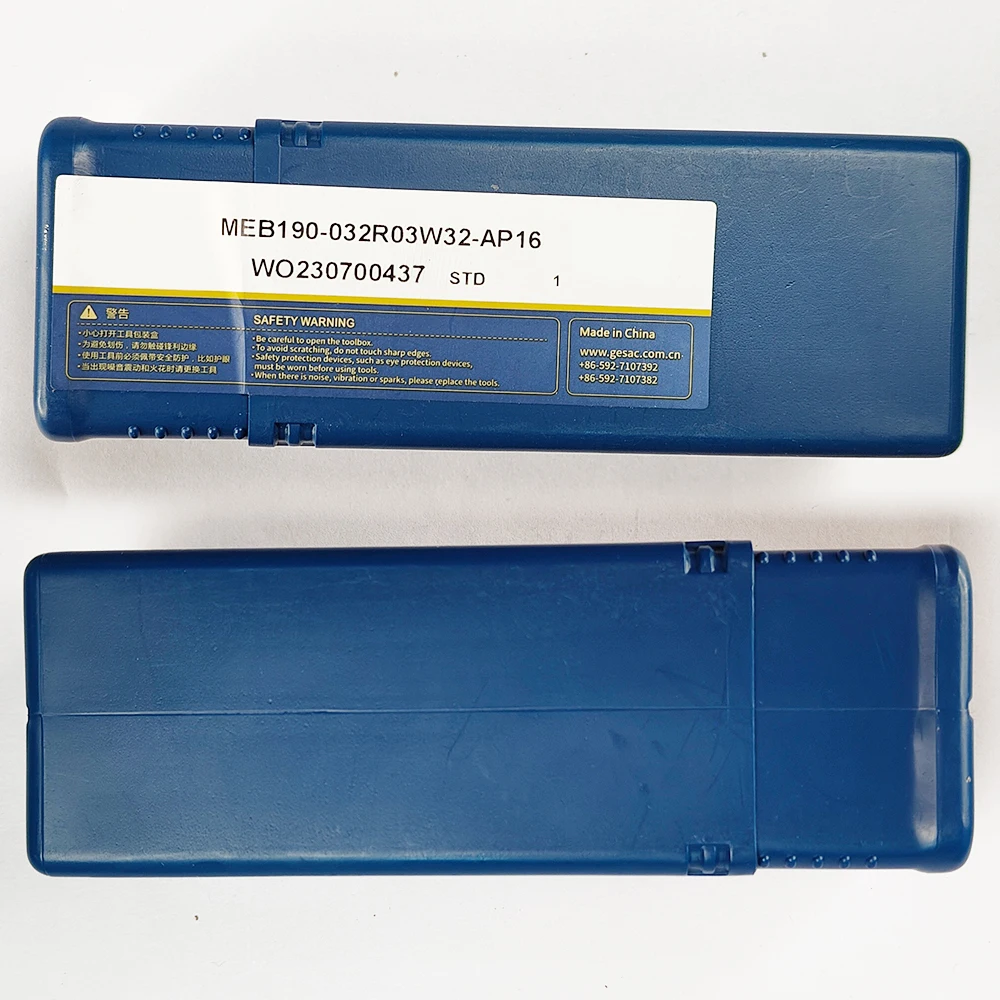 MEB190-032R03W32-AP16
WO230700437 STD 1
警告
·小心打开工具包装盒
·为避免划伤，请勿触碰锋利边缘
·使用工具前必须佩带安全防护，比如护眼
·当出现噪音震动和火花时请更换工具
SAFETY WARNING
·Be careful to open the toolbox.
·To avoid scratching, do not touch sharp edges.
·Safety protection devices, such as eye protection devices,
must be worn before using tools.
·When there is noise, vibration or sparks, please replace the tools.
Made in China
www.gesac.com.cn
+86-592-7107392
+86-592-7107382